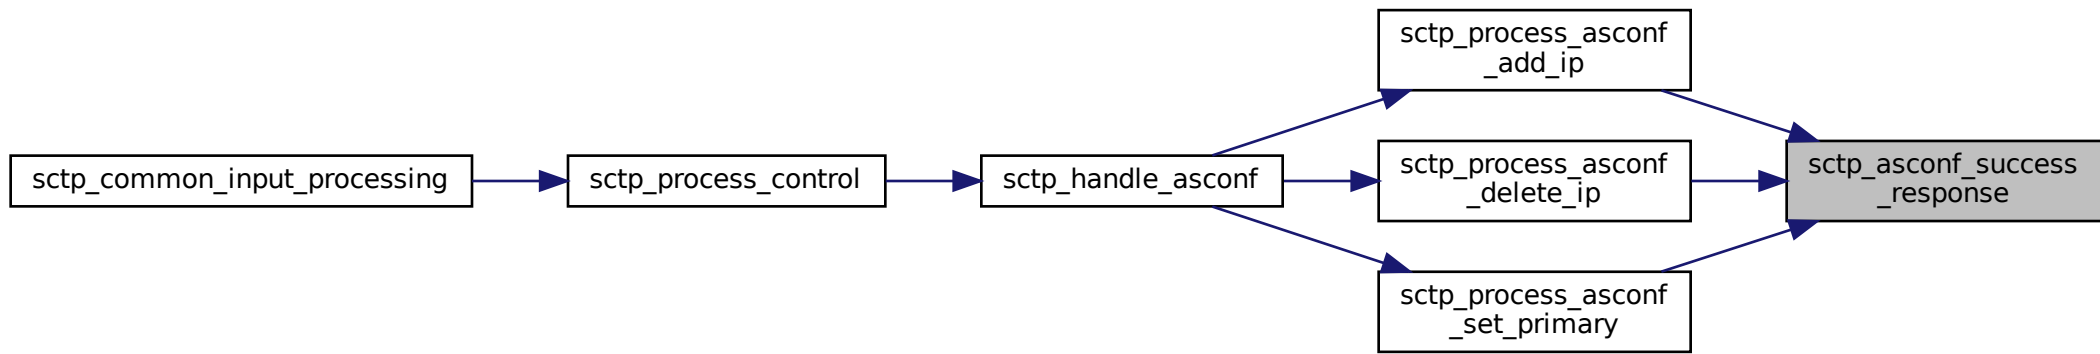 sctp_common_input_processing
sctp_process_control
sctp_handle_asconf
sctp_process_asconf
_add_ip
sctp_process_asconf
_delete_ip
sctp_process_asconf
_set_primary
sctp_asconf_success
_response